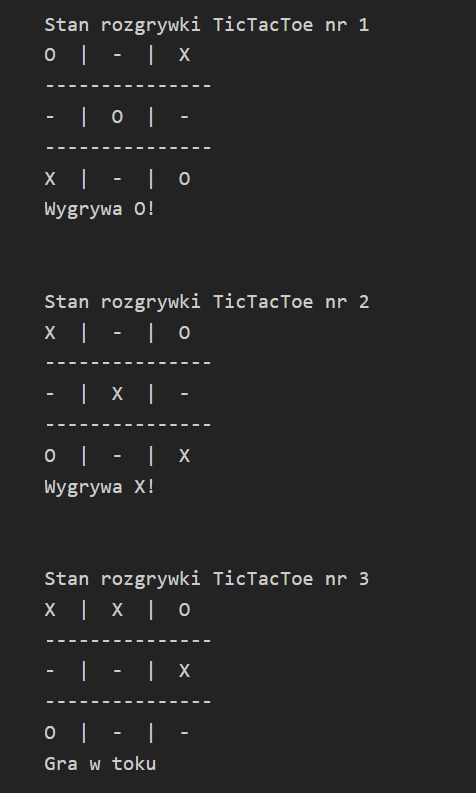 Stan rozgrywki TicTacToe nr 1
O | - | X
---------------
- | O | -
---------------
X | - | O
Wygrywa O!
Stan rozgrywki TicTacToe nr 2
X | - | O
---------------
- | X | -
---------------
O | - | X
Wygrywa X!
Stan rozgrywki TicTacToe nr 3
X | X | O
---------------
- | - | X
---------------
O | - | -
Gra w toku